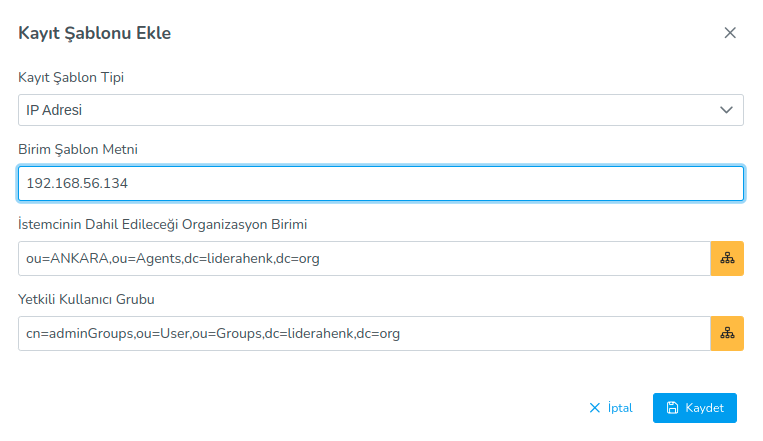 Kayıt Şablonu Ekle
Kayıt Şablon Tipi
IP Adresi
Birim Şablon Metni
192.168.56.134
İstemcinin Dahil Edileceği Organizasyon Birimi
ou=ANKARA,ou=Agents,dc=liderahenk,dc=org
Yetkili Kullanıcı Grubu
cn=adminGroups,ou=User,ou=Groups,dc=liderahenk,dc=org
İptal
Kaydet